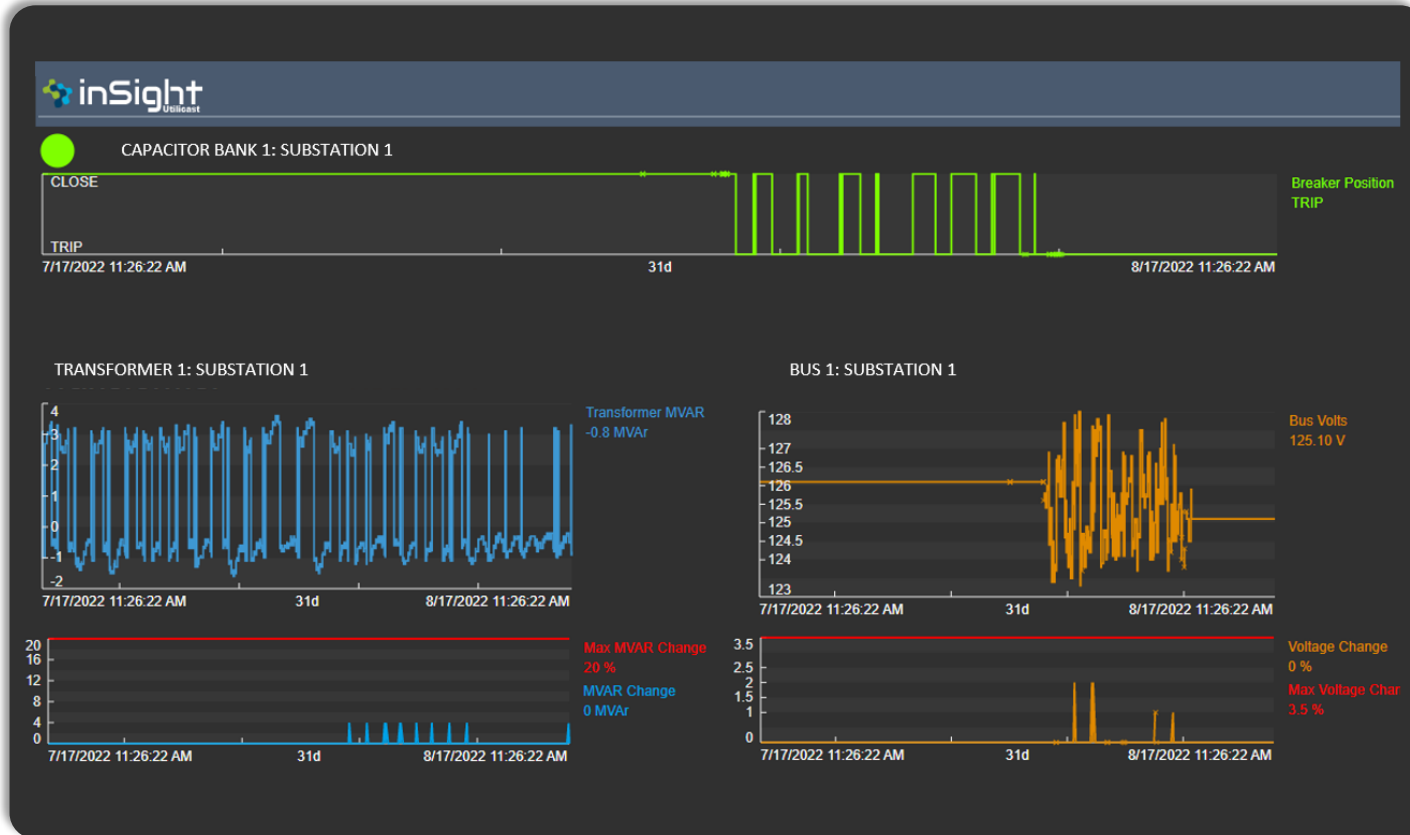 inSight
Utilicast
CAPACITOR BANK 1: SUBSTATION 1
CLOSE
TRIP
7/17/2022 11:26:22 AM 31d 8/17/2022 11:26:22 AM
Breaker Position
TRIP
TRANSFORMER 1: SUBSTATION 1
4
3
2
1
0
-1
-2
7/17/2022 11:26:22 AM 31d 8/17/2022 11:26:22 AM
Transformer MVAR
-0.8 MVAr
BUS 1: SUBSTATION 1
128
127
126.5
126
125.5
125
124.5
124
123
7/17/2022 11:26:22 AM 31d 8/17/2022 11:26:22 AM
Bus Volts
125.10 V
20
16
12
8
4
0
7/17/2022 11:26:22 AM 31d 8/17/2022 11:26:22 AM
Max MVAR Change
20 %
MVAR Change
0 MVAr
3.5
2.5
2
1.5
1
0
7/17/2022 11:26:22 AM 31d 8/17/2022 11:26:22 AM
Voltage Change
0 %
Max Voltage Char
3.5 %